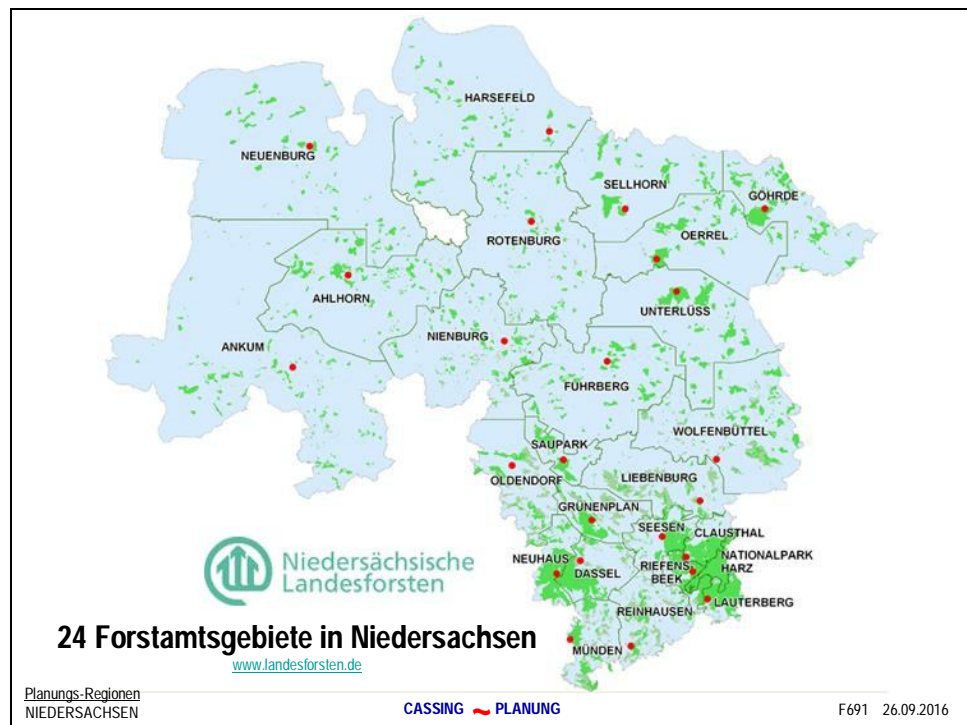 HARSEFELD
NEUENBURG
SELLHORN
GÖHRDE
OERREL
ROTENBURG
AHLHORN
UNTERLÜSS
NIENBURG
ANKUM
FUHRBERG
WOLFENBÜTTEL
SAUPARK
OLDENDORF
LIEBENBURG
GRÜNENPLAN
SEESEN
CLAUSTHAL
NATIONALPARK
HARZ
NEUHAUS
DASSEL
RIEFENS
BEEK
LAUTERBERG
REINHAUSEN
MÜNDEN
Niedersächsische
Landesforsten
24 Forstamtsgebiete in Niedersachsen
www.landesforsten.de
Planungs-Regionen
NIEDERSACHSEN
CASSING ~ PLANUNG
F691 26.09.2016